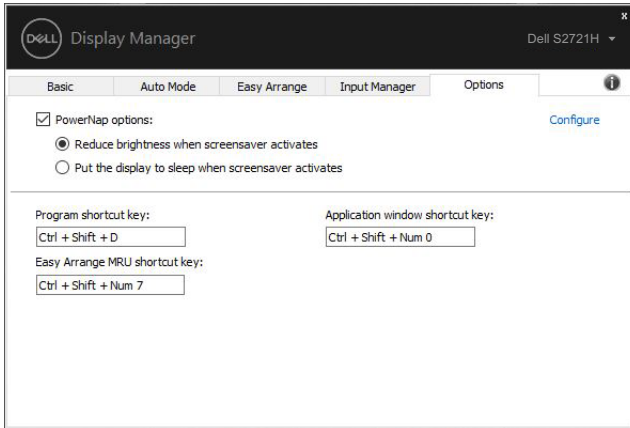 x
DELL Display Manager
Dell S2721H
Basic Auto Mode Easy Arrange Input Manager Options i
PowerNap options: Configure
Reduce brightness when screensaver activates
Put the display to sleep when screensaver activates
Program shortcut key: Application window shortcut key:
Ctrl + Shift + D Ctrl + Shift + Num 0
Easy Arrange MRU shortcut key:
Ctrl + Shift + Num 7